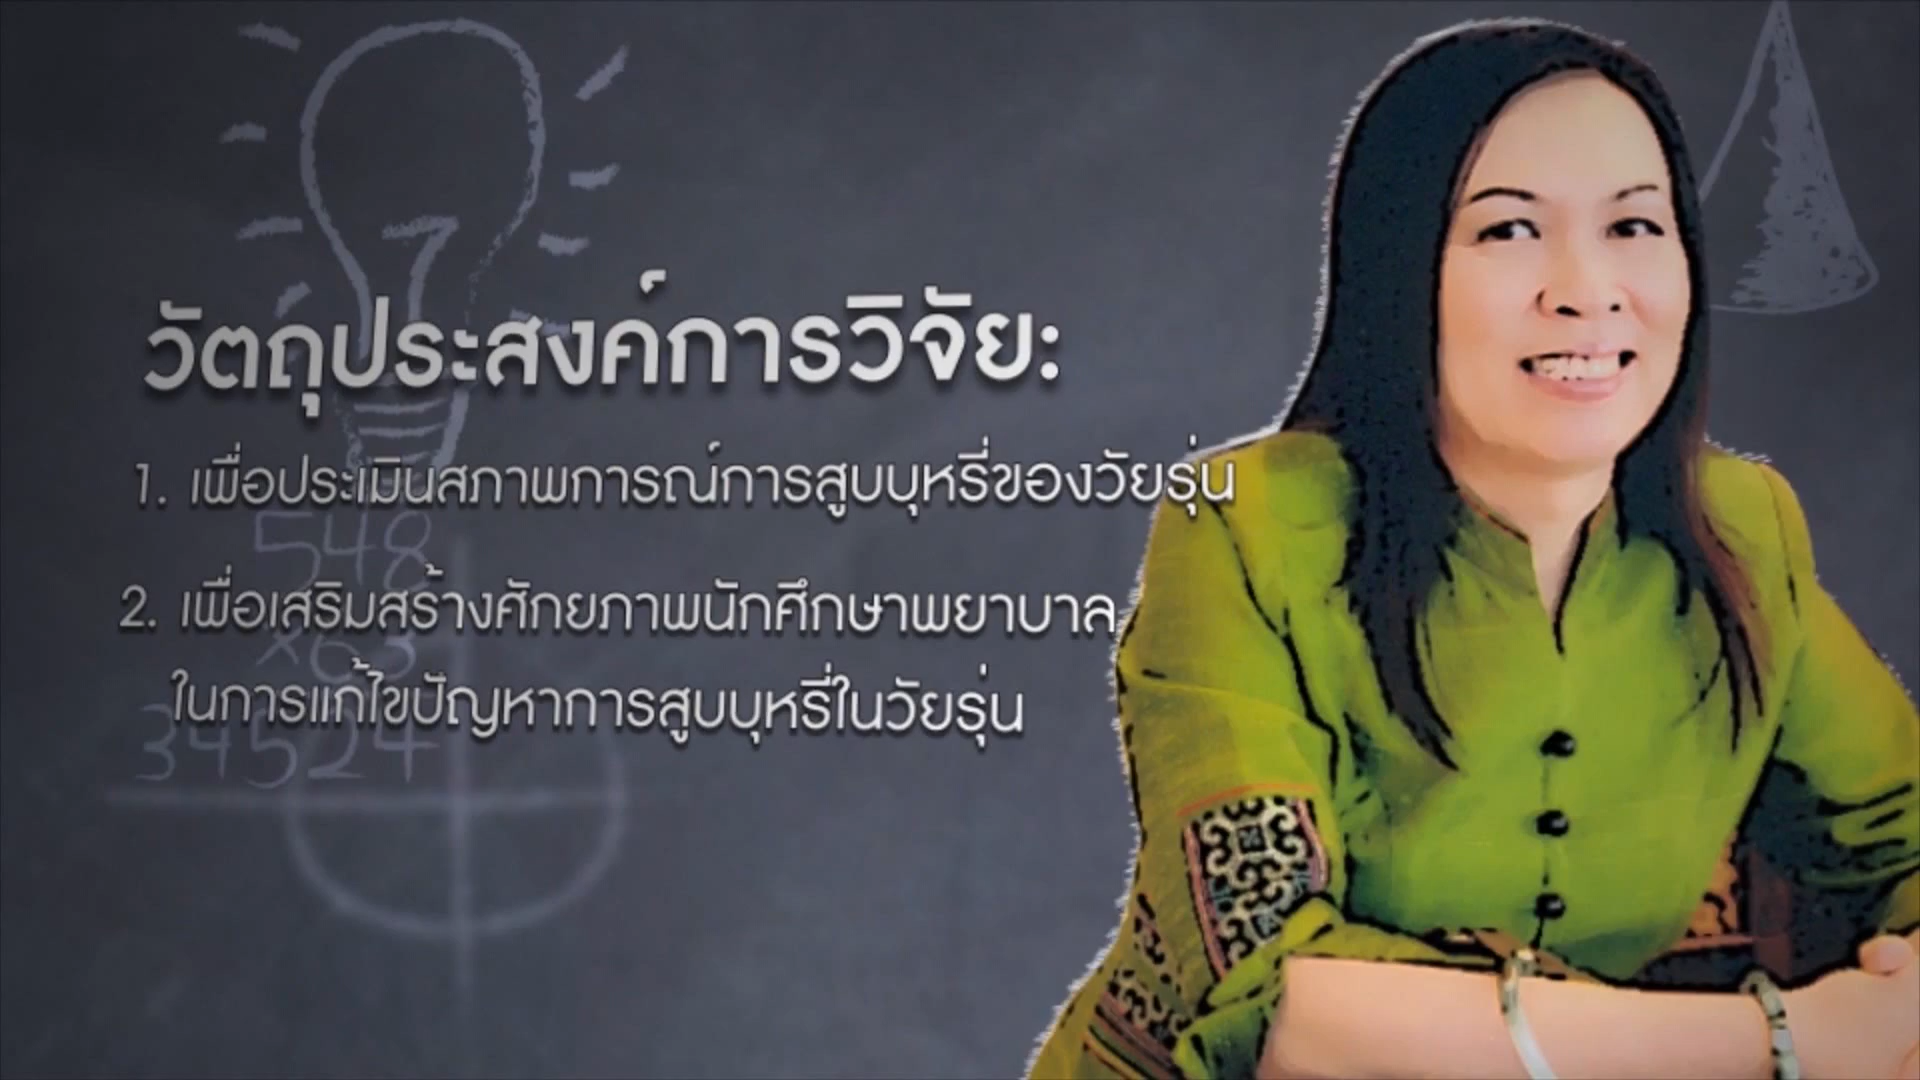 วัตถุประสงค์การวิจัย:
1. เพื่อประเมินสภาพการณ์การสูบบุหรี่ของวัยรุ่น
2. เพื่อเสริมสร้างศักยภาพนักศึกษาพยาบาล
ในการแก้ไขปัญหาการสูบบุหรี่ในวัยรุ่น
548
×63
34524